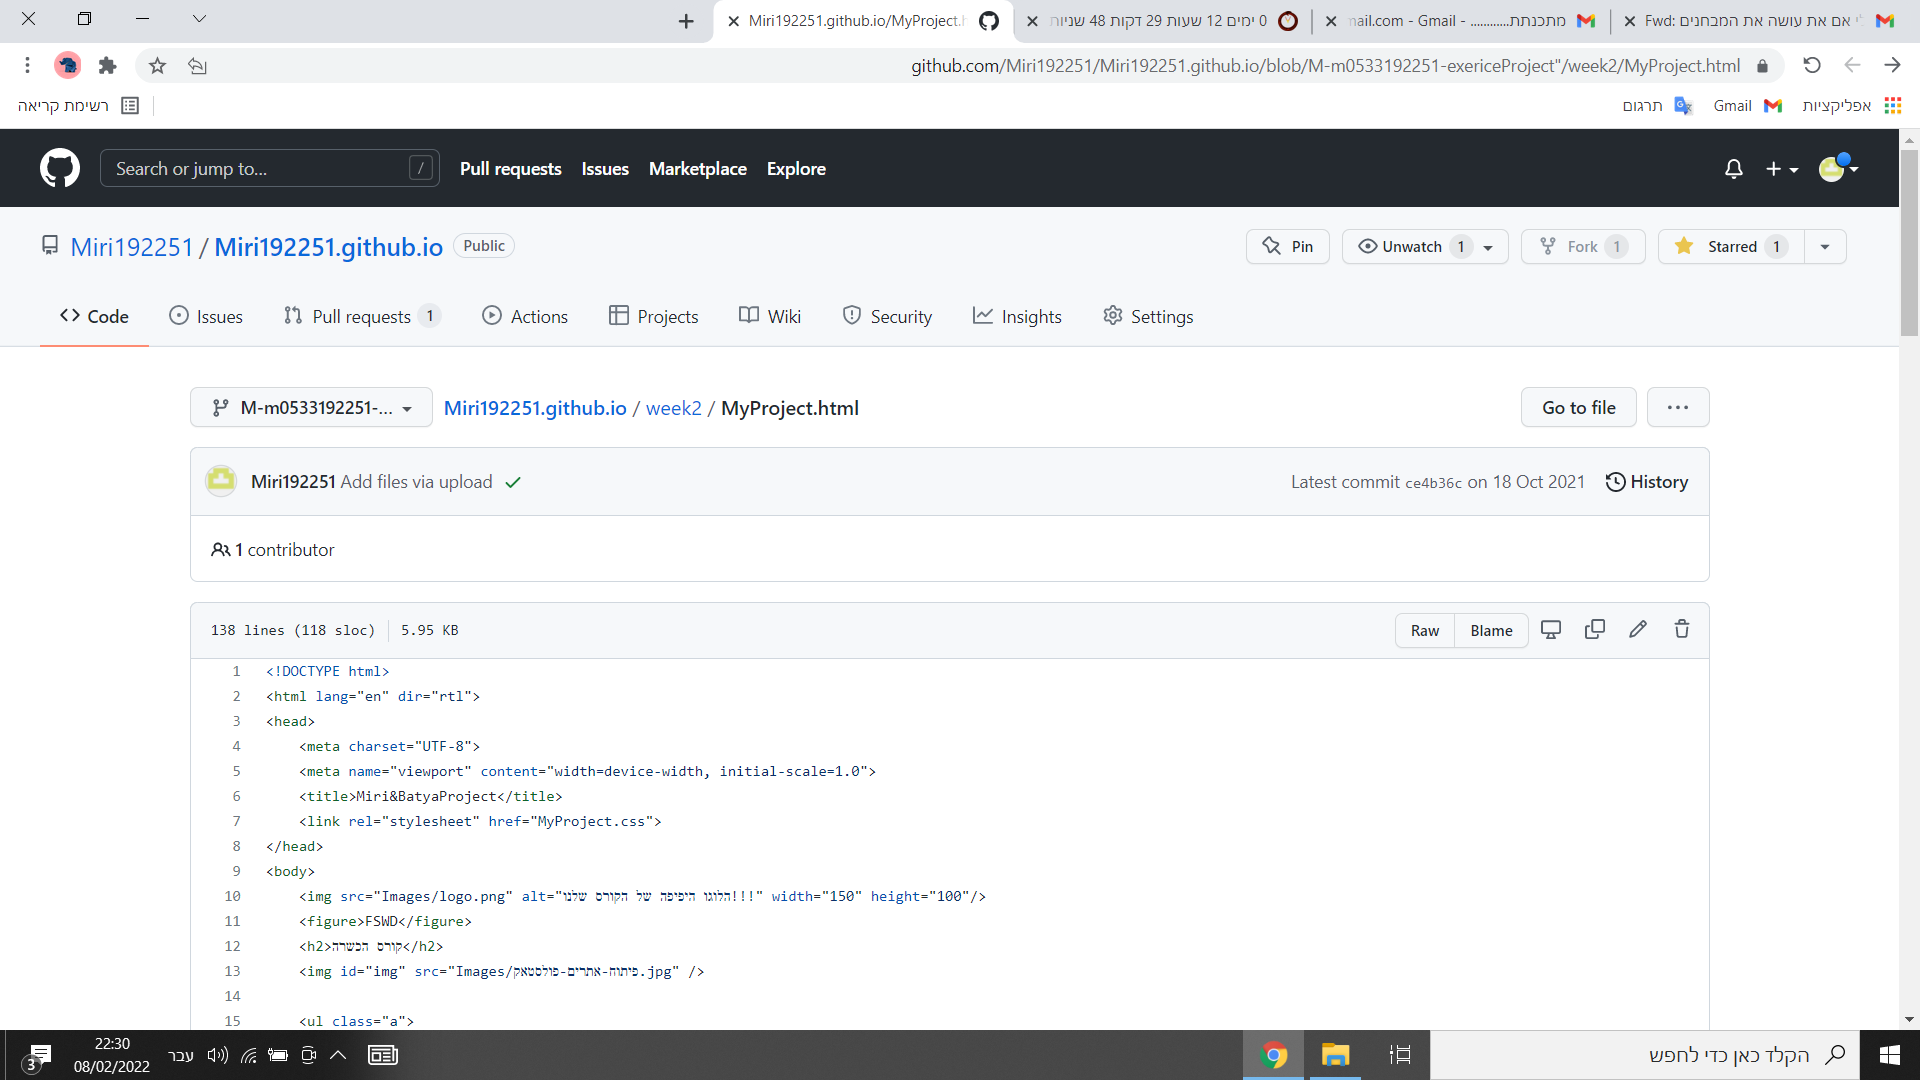 Miri192251.github.io/MyProject.h
0 ימים 12 שעות 29 דקות 48 שניות
mail.com - Gmail - ............מתכנתת
Fwd: לי אם את עושה את המבחנים
github.com/Miri192251/Miri192251.github.io/blob/M-m0533192251-exericeProject"/week2/MyProject.html
רשימת קריאה
תרגום
Gmail
אפליקציות
Search or jump to... /
Pull requests Issues Marketplace Explore
Miri192251 / Miri192251.github.io Public
Pin
Unwatch 1
Fork 1
Starred 1
Code Issues Pull requests 1 Actions Projects Wiki Security Insights Settings
M-m0533192251-... Miri192251.github.io / week2 / MyProject.html
Go to file ...
Miri192251 Add files via upload
Latest commit ce4b36c on 18 Oct 2021 History
1 contributor
138 lines (118 sloc) 5.95 KB
Raw Blame
1 <!DOCTYPE html>
2 <html lang="en" dir="rtl">
3 <head>
4 <meta charset="UTF-8">
5 <meta name="viewport" content="width=device-width, initial-scale=1.0">
6 <title>Miri&BatyaProject</title>
7 <link rel="stylesheet" href="MyProject.css">
8 </head>
9 <body>
10 <img src="Images/logo.png" alt="הלוגו היפיפה של הקורס שלנו!!!" width="150" height="100"/>
11 <figure>FSWD</figure>
12 <h2>קורס הכשרה</h2>
13 <img id="img" src="Images/פיתוח-אתרים-פולסטאק.jpg" />
14
15 <ul class="a">
3
22:30
08/02/2022
עבר
הקלד כאן כדי לחפש